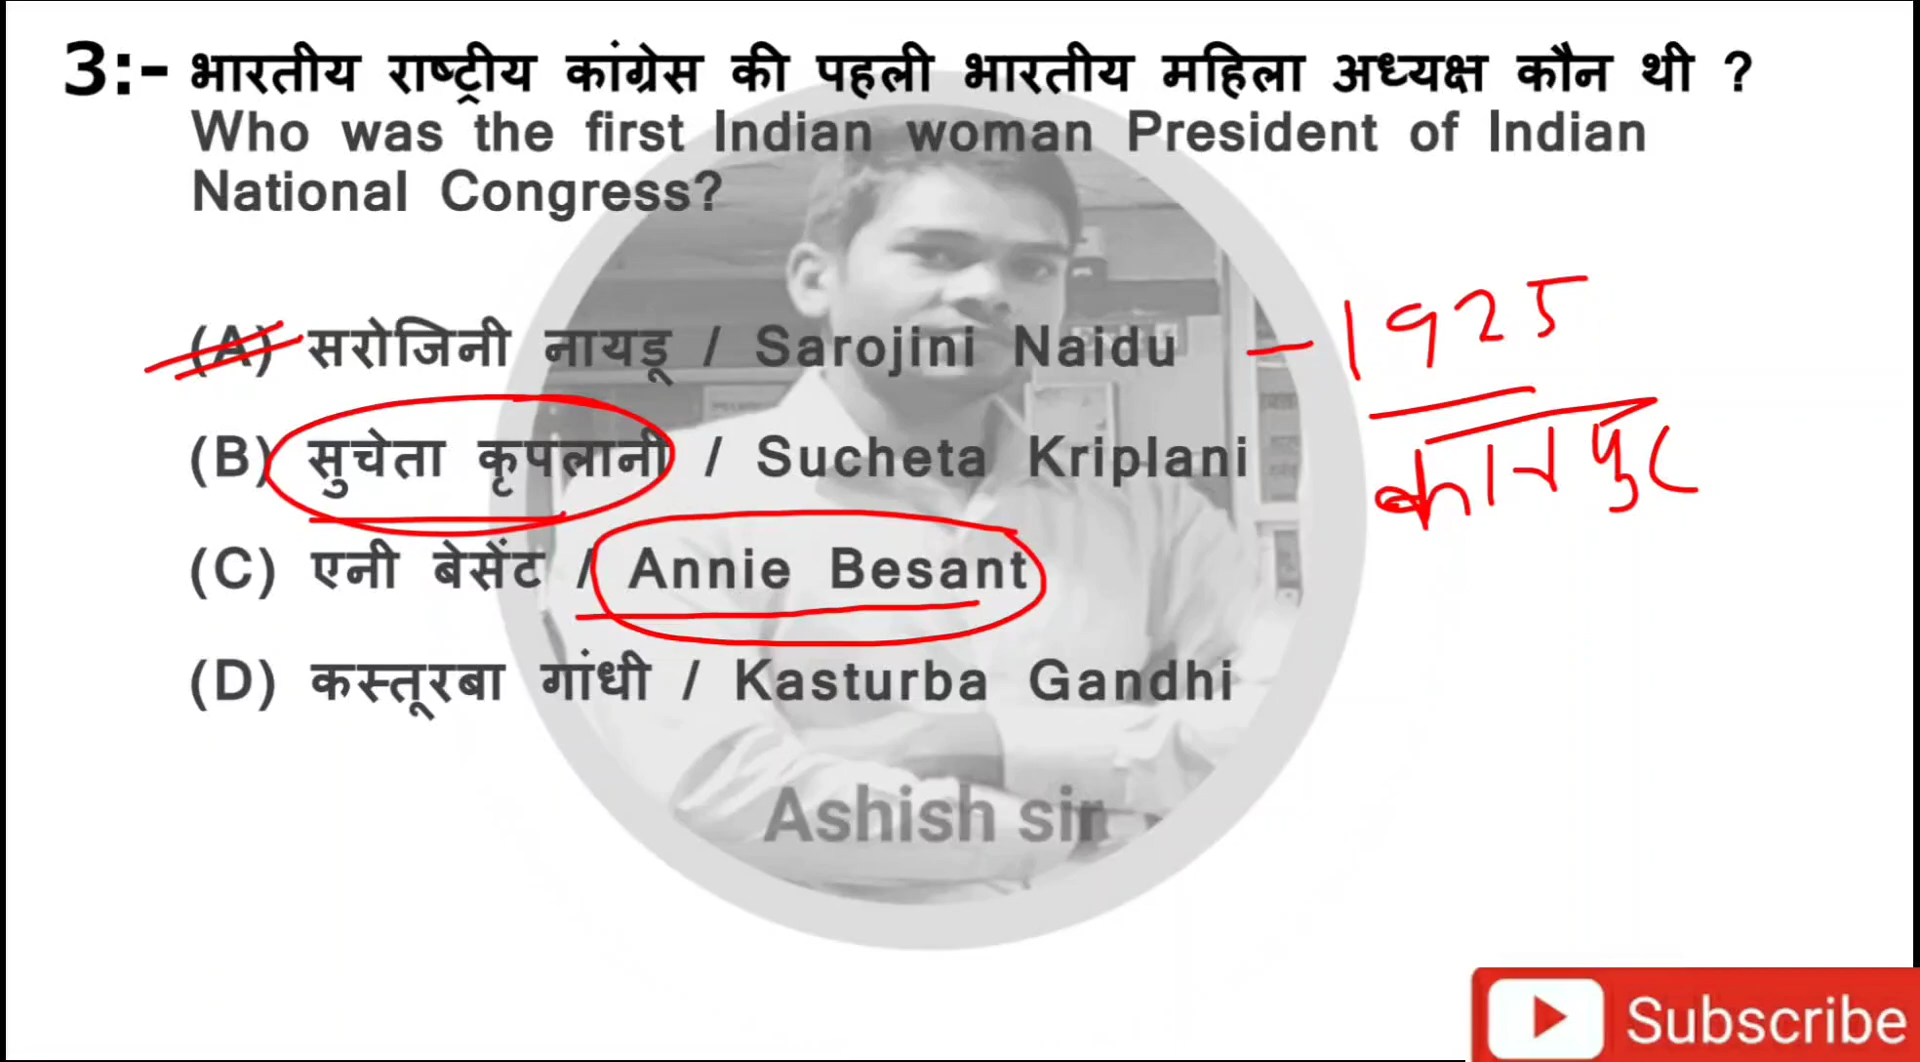 3:- भारतीय राष्ट्रीय कांग्रेस की पहली भारतीय महिला अध्यक्ष कौन थी ?
Who was the first Indian woman President of Indian
National Congress?
(A) सरोजिनी नायडू / Sarojini Naidu - 1925
कानपुर
(B) सुचेता कृपलानी / Sucheta Kriplani
(C) एनी बेसेंट / Annie Besant
(D) कस्तूरबा गांधी / Kasturba Gandhi
Ashish sir
Subscribe